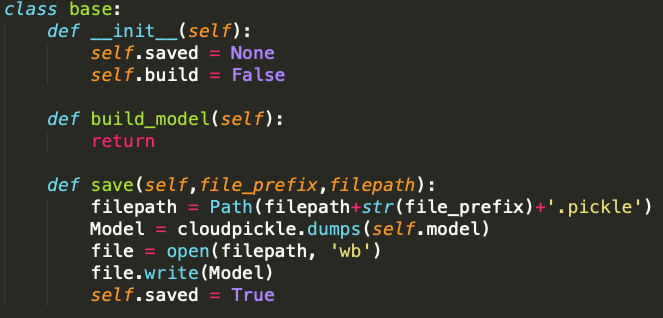 class base:
    def __init__(self):
        self.saved = None
        self.build = False

    def build_model(self):
        return

    def save(self,file_prefix,filepath):
        filepath = Path(filepath+str(file_prefix)+'.pickle')
        Model = cloudpickle.dumps(self.model)
        file = open(filepath, 'wb')
        file.write(Model)
        self.saved = True